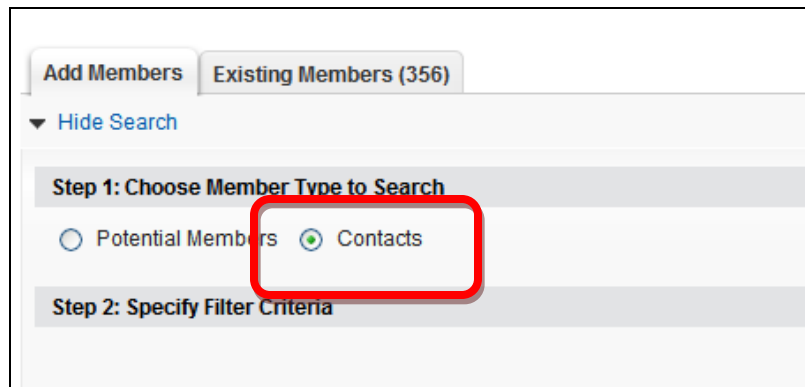 Add Members Existing Members (356)
Hide Search
Step 1: Choose Member Type to Search
Potential Members Contacts
Step 2: Specify Filter Criteria